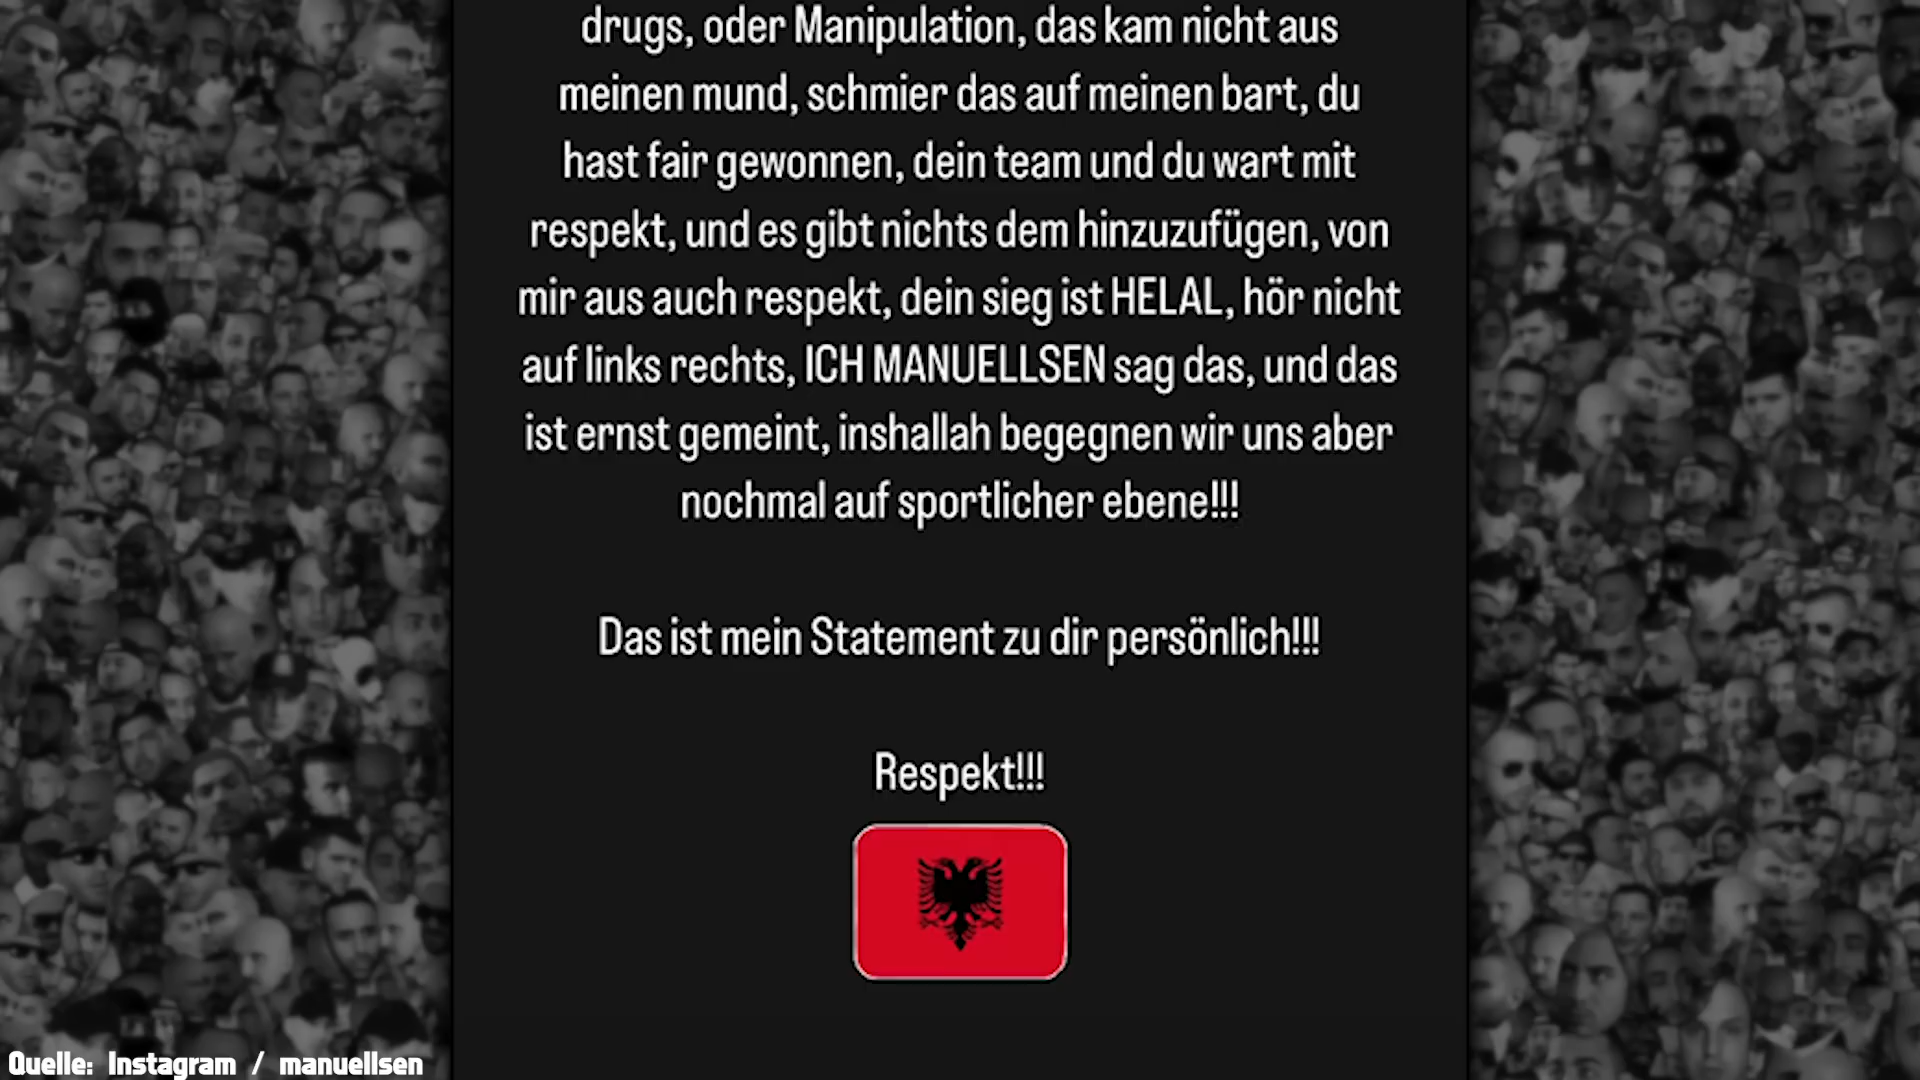 drugs, oder Manipulation, das kam nicht aus
meinen mund, schmier das auf meinen bart, du
hast fair gewonnen, dein team und du wart mit
respekt, und es gibt nichts dem hinzuzufügen, von
mir aus auch respekt, dein sieg ist HELAL, hör nicht
auf links rechts, ICH MANUELLSEN sag das, und das
ist ernst gemeint, inshallah begegnen wir uns aber
nochmal auf sportlicher ebene!!!
Das ist mein Statement zu dir persönlich!!!
Respekt!!!
Quelle: Instagram / manuellsen